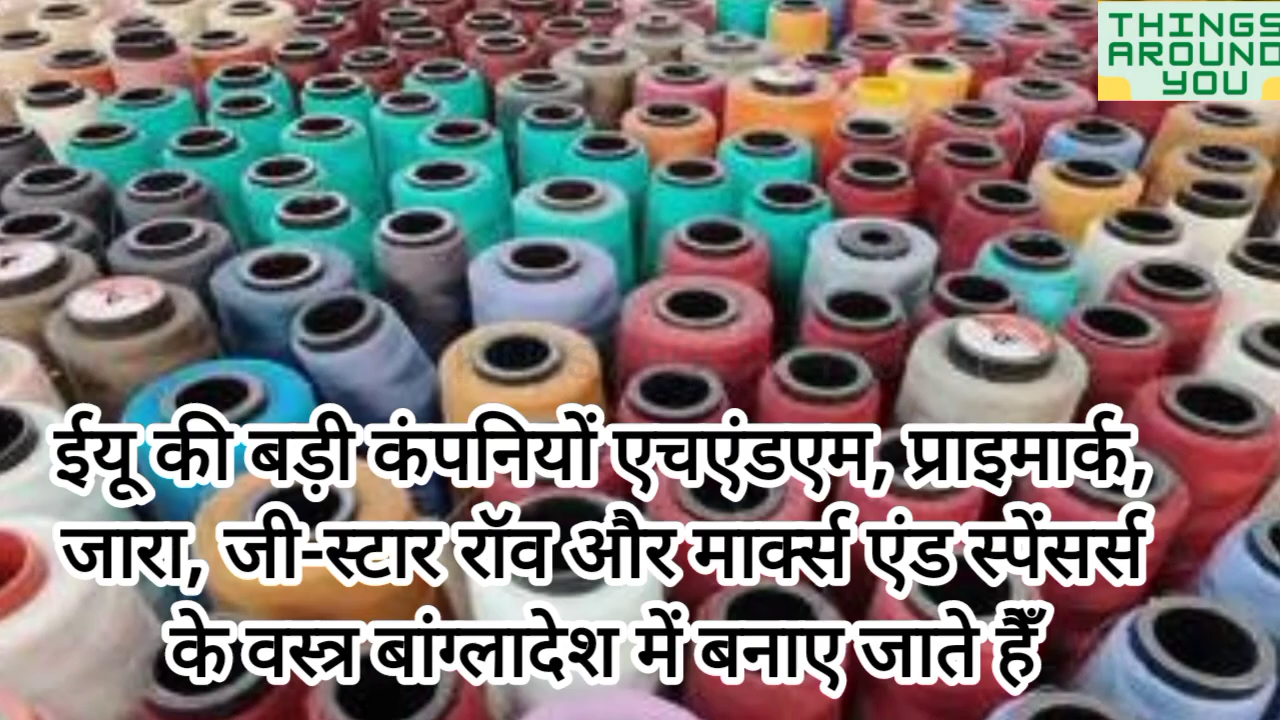 THINGS
AROUND
YOU
ईयू की बड़ी कंपनियों एचएंडएम, प्राइमार्क,
जारा, जी-स्टार रॉव और मार्क्स एंड स्पेंसर्स
के वस्त्र बांग्लादेश में बनाए जाते हैँ